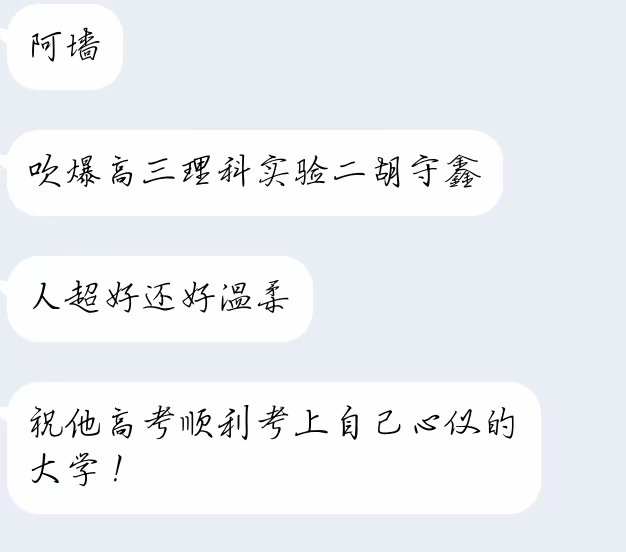 阿墙
吹爆高三理科实验二胡守鑫
人超好还好温柔
祝他高考顺利考上自己心仪的
大学！